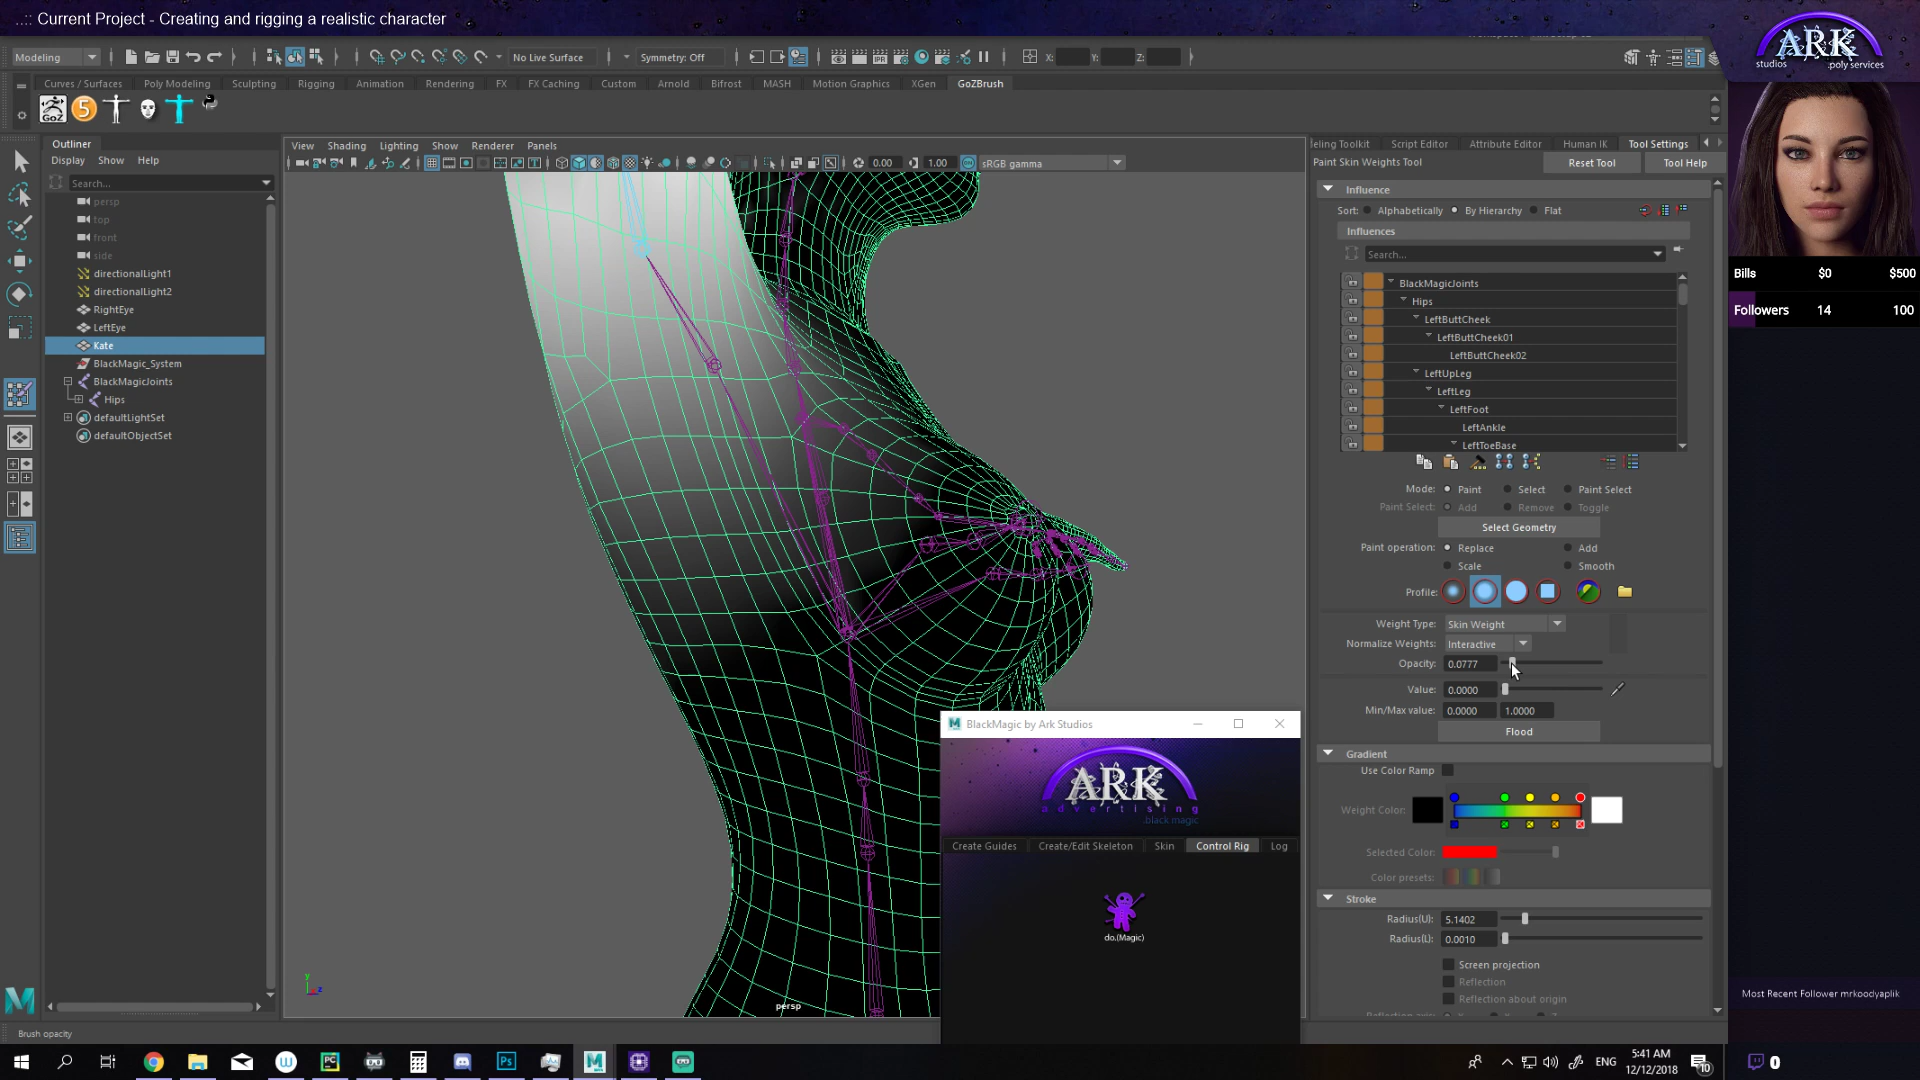 ..:: Current Project - Creating and rigging a realistic character
ARK
studios
.poly services
Modeling
No Live Surface
Symmetry: Off
X:
Y:
Z:
Curves / Surfaces
Poly Modeling
Sculpting
Rigging
Animation
Rendering
FX
FX Caching
Custom
Arnold
Bifrost
MASH
Motion Graphics
XGen
GoZBrush
GoZ
5
Outliner
Display
Show
Help
Search...
persp
top
front
side
directionalLight1
directionalLight2
RightEye
LeftEye
Kate
BlackMagic_System
BlackMagicJoints
Hips
defaultLightSet
defaultObjectSet
View
Shading
Lighting
Show
Renderer
Panels
0.00
1.00
sRGB gamma
persp
y
z
eling Toolkit
Script Editor
Attribute Editor
Human IK
Tool Settings
Paint Skin Weights Tool
Reset Tool
Tool Help
Influence
Sort:
Alphabetically
By Hierarchy
Flat
Influences
Search...
BlackMagicJoints
Hips
LeftButtCheek
LeftButtCheek01
LeftButtCheek02
LeftUpLeg
LeftLeg
LeftFoot
LeftAnkle
LeftToeBase
Mode:
Paint
Select
Paint Select
Paint Select:
Add
Remove
Toggle
Select Geometry
Paint operation:
Replace
Add
Scale
Smooth
Profile:
Weight Type:
Skin Weight
Normalize Weights:
Interactive
Opacity:
0.0777
Value:
0.0000
Min/Max value:
0.0000
1.0000
Flood
Gradient
Use Color Ramp
Weight Color:
Selected Color:
Color presets:
Stroke
Radius(U):
5.1402
Radius(L):
0.0010
Screen projection
Reflection
Reflection about origin
BlackMagic by Ark Studios
ARK
advertising
.black.magic
Create Guides
Create/Edit Skeleton
Skin
Control Rig
Log
do.(Magic)
Bills
$0
$500
Followers
14
100
Most Recent Follower mrkoodyaplik
Brush opacity
ENG
5:41 AM
12/12/2018
10
0